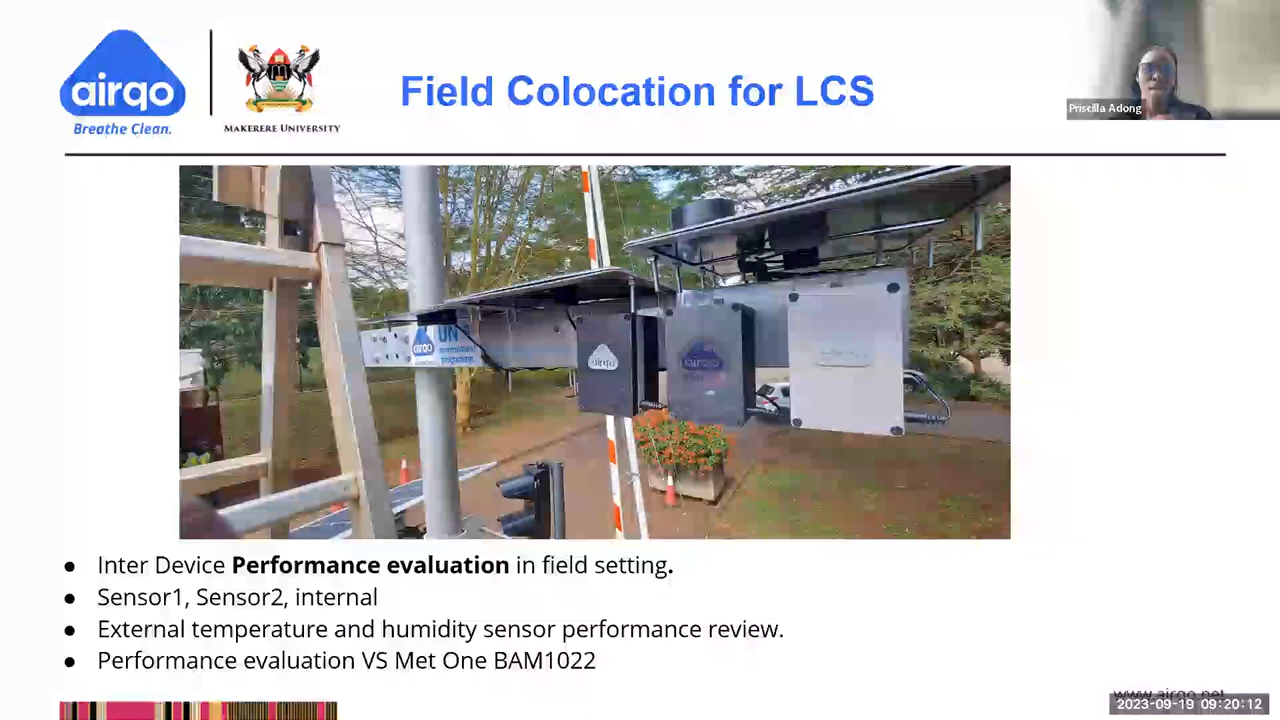 airqo
Breathe Clean.
MAKERERE UNIVERSITY
Field Colocation for LCS
Priscilla Adong
UN
airqo
airqo
airqo
● Inter Device Performance evaluation in field setting.
● Sensor1, Sensor2, internal
● External temperature and humidity sensor performance review.
● Performance evaluation VS Met One BAM1022
www.airqo.net
2023-09-19 09:20:12